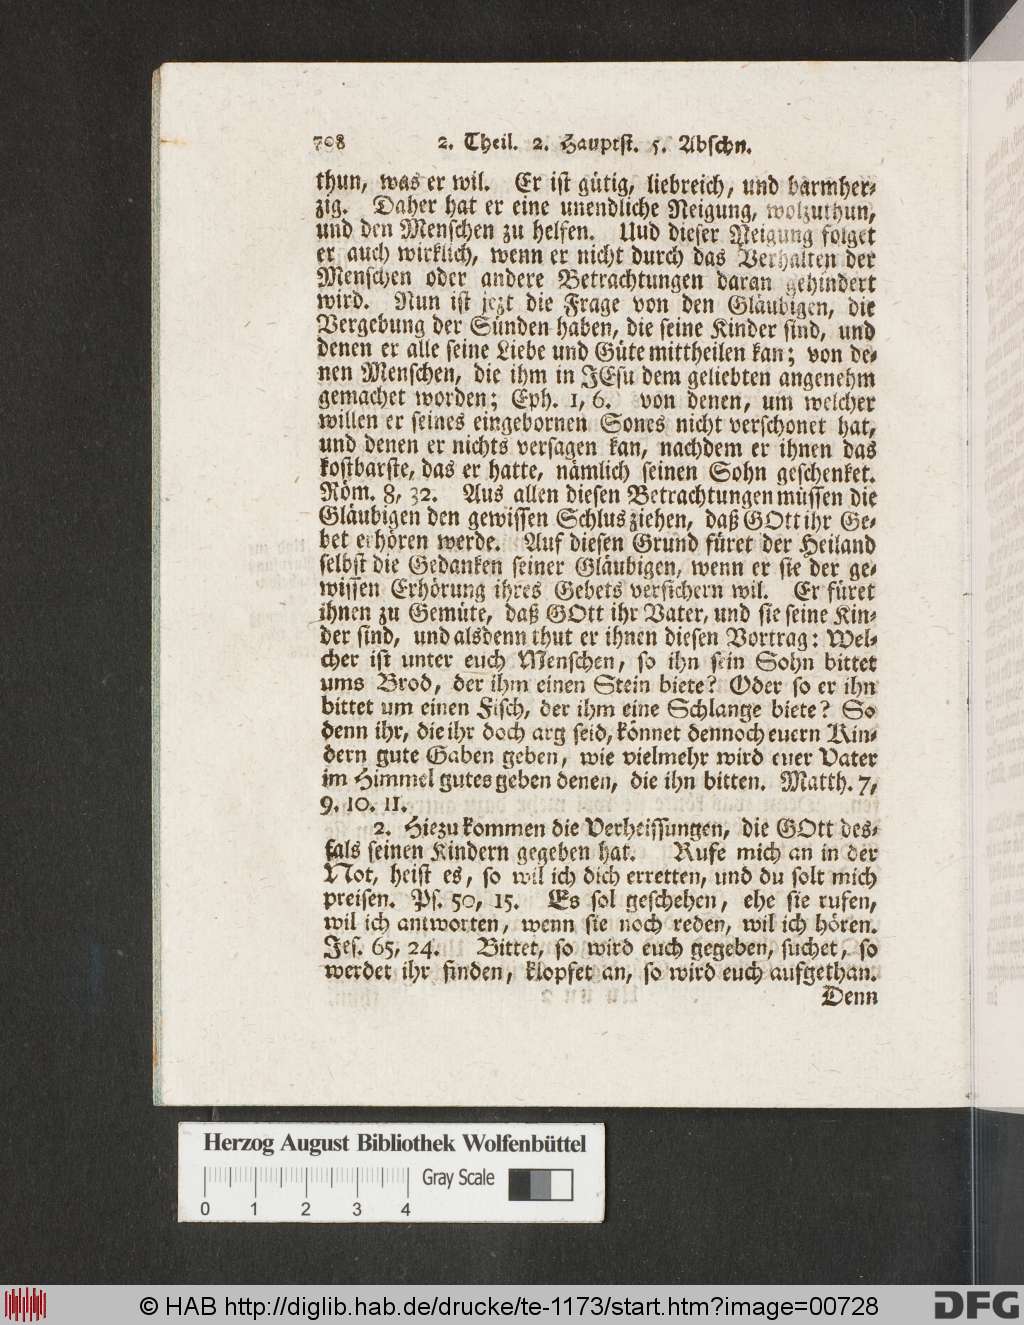 708 2. Theil. 2. Hauptst. 5. Abschn.
thun, was er wil. Er ist gütig, liebreich, und barmher-
zig. Daher hat er eine unendliche Neigung, wolzuthun,
und den Menschen zu helfen. Uud dieser Neigung folget
er auch wirklich, wenn er nicht durch das Verhalten der
Menschen oder andere Betrachtungen daran gehindert
wird. Nun ist jezt die Frage von den Gläubigen, die
Vergebung der Sünden haben, die seine Kinder sind, und
denen er alle seine Liebe und Güte mittheilen kan; von de-
nen Menschen, die ihm in JEsu dem geliebten angenehm
gemachet worden; Eph. 1, 6. von denen, um welcher
willen er seines eingebornen Sones nicht verschonet hat,
und denen er nichts versagen kan, nachdem er ihnen das
kostbarste, das er hatte, nämlich seinen Sohn geschenket.
Röm. 8, 32. Aus allen diesen Betrachtungen müssen die
Gläubigen den gewissen Schlus ziehen, daß GOtt ihr Ge-
bet erhören werde. Auf diesen Grund füret der Heiland
selbst die Gedanken seiner Gläubigen, wenn er sie der ge-
wissen Erhörung ihres Gebets versichern wil. Er füret
ihnen zu Gemüte, daß GOtt ihr Vater, und sie seine Kin-
der sind, und alsdenn thut er ihnen diesen Vortrag: Wel-
cher ist unter euch Menschen, so ihn sein Sohn bittet
ums Brod, der ihm einen Stein biete? Oder so er ihn
bittet um einen Fisch, der ihm eine Schlange biete? So
denn ihr, die ihr doch arg seid, könnet dennoch euern Kin-
dern gute Gaben geben, wie vielmehr wird euer Vater
im Himmel gutes geben denen, die ihn bitten. Matth. 7,
9. 10. 11.
2. Hiezu kommen die Verheissungen, die GOtt des-
fals seinen Kindern gegeben hat. Rufe mich an in der
Not, heist es, so wil ich dich erretten, und du solt mich
preisen. Ps. 50, 15. Es sol geschehen, ehe sie rufen,
wil ich antworten, wenn sie noch reden, wil ich hören.
Jes. 65, 24. Bittet, so wird euch gegeben, suchet, so
werdet ihr finden, klopfet an, so wird euch aufgethan.
Denn
Herzog August Bibliothek Wolfenbüttel
Gray Scale
0 1 2 3 4
© HAB http://diglib.hab.de/drucke/te-1173/start.htm?image=00728
DFG